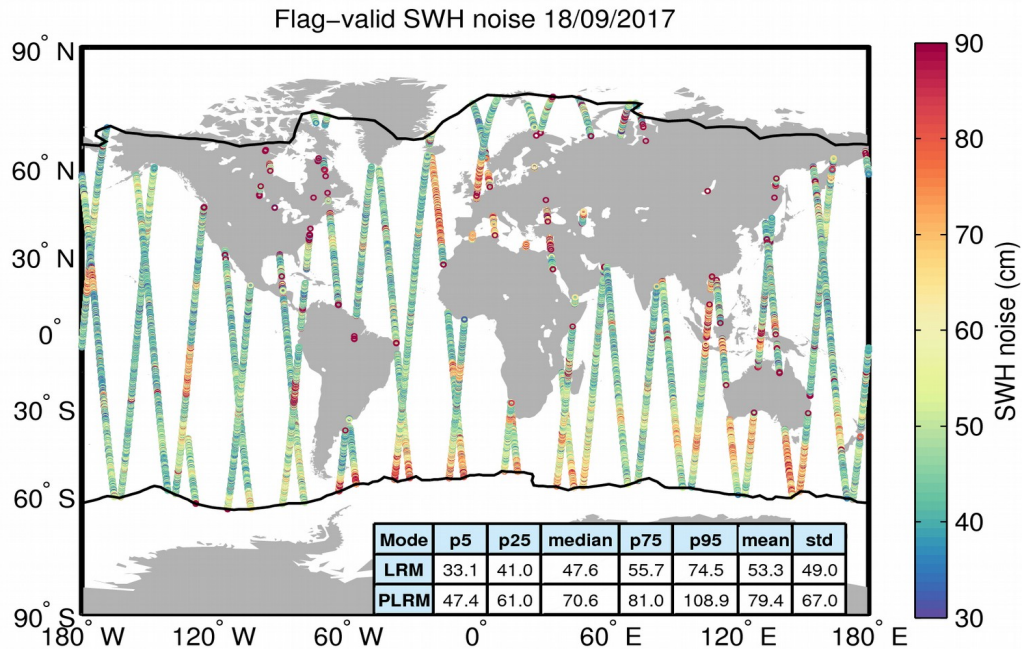 Flag−valid SWH noise 18/09/2017
90° N
60° N
30° N
0°
30° S
60° S
90° S
180° W 120° W 60° W 0° 60° E 120° E 180° E
Mode p5 p25 median p75 p95 mean std
LRM 33.1 41.0 47.6 55.7 74.5 53.3 49.0
PLRM 47.4 61.0 70.6 81.0 108.9 79.4 67.0
90
80
70
60
50
40
30
SWH noise (cm)